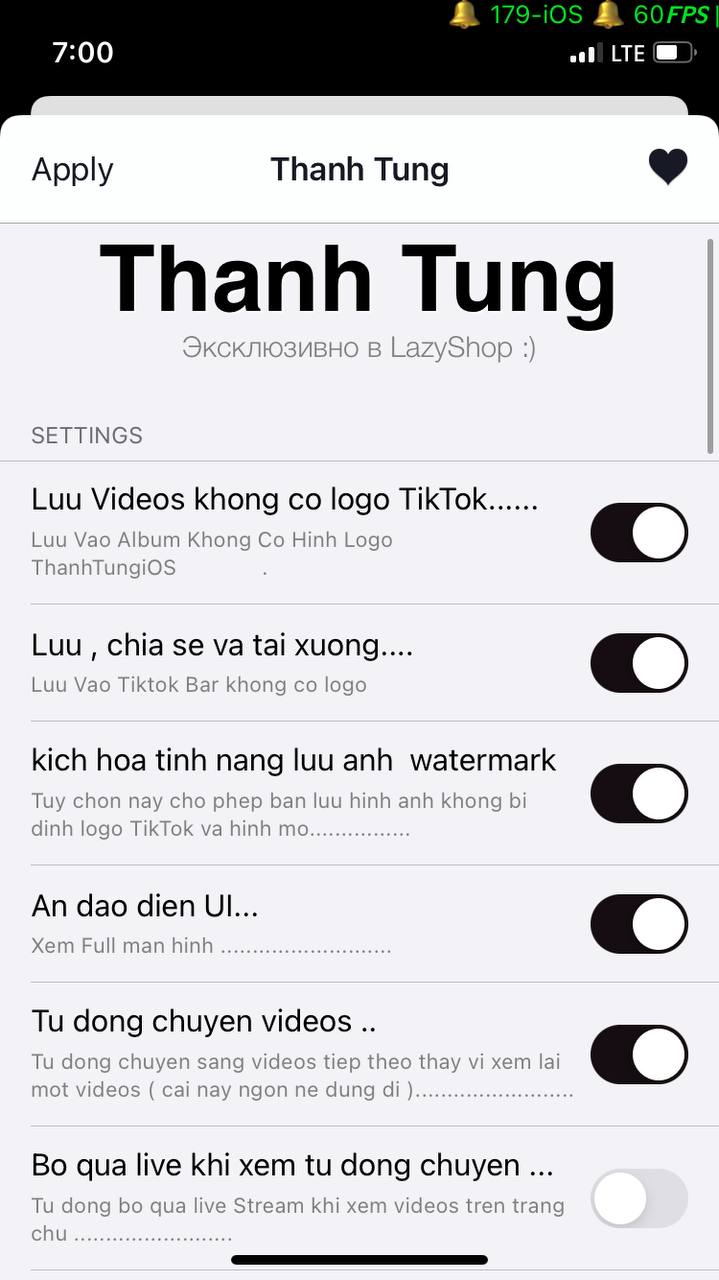 🔔 179-iOS 🔔 60FPS |
7:00
LTE
Apply
Thanh Tung
Thanh Tung
Эксклюзивно в LazyShop :)
SETTINGS
Luu Videos khong co logo TikTok......
Luu Vao Album Khong Co Hinh Logo
ThanhTungiOS .
Luu , chia se va tai xuong....
Luu Vao Tiktok Bar khong co logo
kich hoa tinh nang luu anh  watermark
Tuy chon nay cho phep ban luu hinh anh khong bi
dinh logo TikTok va hinh mo................
An dao dien UI...
Xem Full man hinh ...........................
Tu dong chuyen videos ..
Tu dong chuyen sang videos tiep theo thay vi xem lai
mot videos ( cai nay ngon ne dung di ).........................
Bo qua live khi xem tu dong chuyen ...
Tu dong bo qua live Stream khi xem videos tren trang
chu .........................